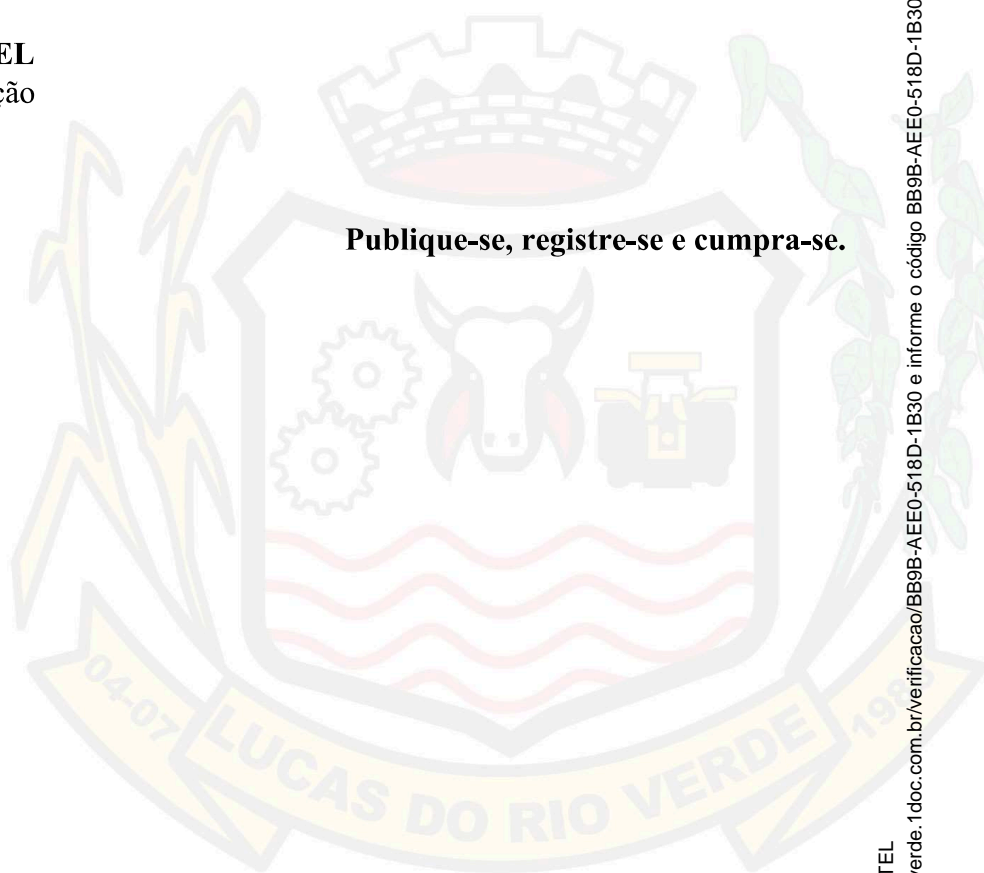 EL
ção
Publique-se, registre-se e cumpra-se.
04-07
LUCAS DO RIO VERDE
1988
TEL
verde.1doc.com.br/verificacao/BB9B-AEE0-518D-1B30 e informe o código BB9B-AEE0-518D-1B30